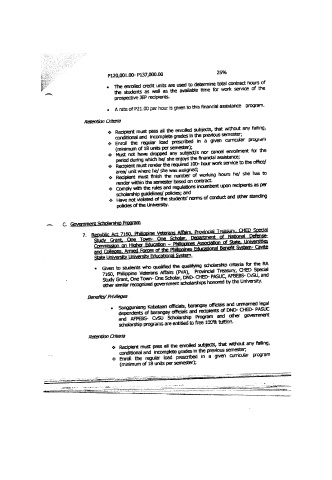 P120,001.00- P137,000.00 25%
• The enrolled credit units are used to determine total contract hours of
the students as well as the available time for work service of the
prospective JEP recipients.
• A rate of P21.00 per hour is given to this financial assistance program.
Retention Criteria
❖ Recipient must pass all the enrolled subjects, that without any failing,
conditional and incomplete grades in the previous semester;
❖ Enroll the regular load prescribed in a given curricular program
(minimum of 18 units per semester);
❖ Must not have dropped any subjects nor cancel enrollment for the
period during which he/ she enjoyed the financial assistance;
❖ Recipient must render the required 100- hour work service to the office/
area/ unit where he/ she was assigned;
❖ Recipient must finish the number of working hours he/ she has to
render within the semester based on contract.
❖ Comply with the rules and regulations incumbent upon recipients as per
scholarship guidelines/ policies; and
❖ Have not violated of the students' norms of conduct and other standing
policies of the University.
C. Government Scholarship Program
7. Republic Act 7160, Philippine Veterans Affairs, Provincial Treasury, CHED Special
Study Grant, One Town- One Scholar, Department of National Defense-
Commission on Higher Education – Philippines Association of State, Universities
and Colleges, Armed Forces of the Philippines Educational Benefit System- Cavite
State University University Educational System.
• Given to students who qualified the qualifying scholarship criteria for the RA
7160, Philippine Veterans Affairs (PVA), Provincial Treasury, CHED Special
Study Grant, One Town- One Scholar, DND- CHED- PASUC, AFPEBS- CvSU, and
other similar recognized government scholarships honored by the University.
Benefits/ Privileges
• Sangguniang Kabataan officials, barangay officials and unmarried legal
dependents of Barangay officials and recipients of DND- CHED- PASUC
and AFPEBS- CvSU Scholarship Program and other government
scholarship programs are entitled to free 100% tuition.
Retention Criteria
❖ Recipient must pass all the enrolled subjects, that without any failing,
conditional and incomplete grades in the previous semester;
❖ Enroll the regular load prescribed in a given curricular program
(minimum of 18 units per semester);